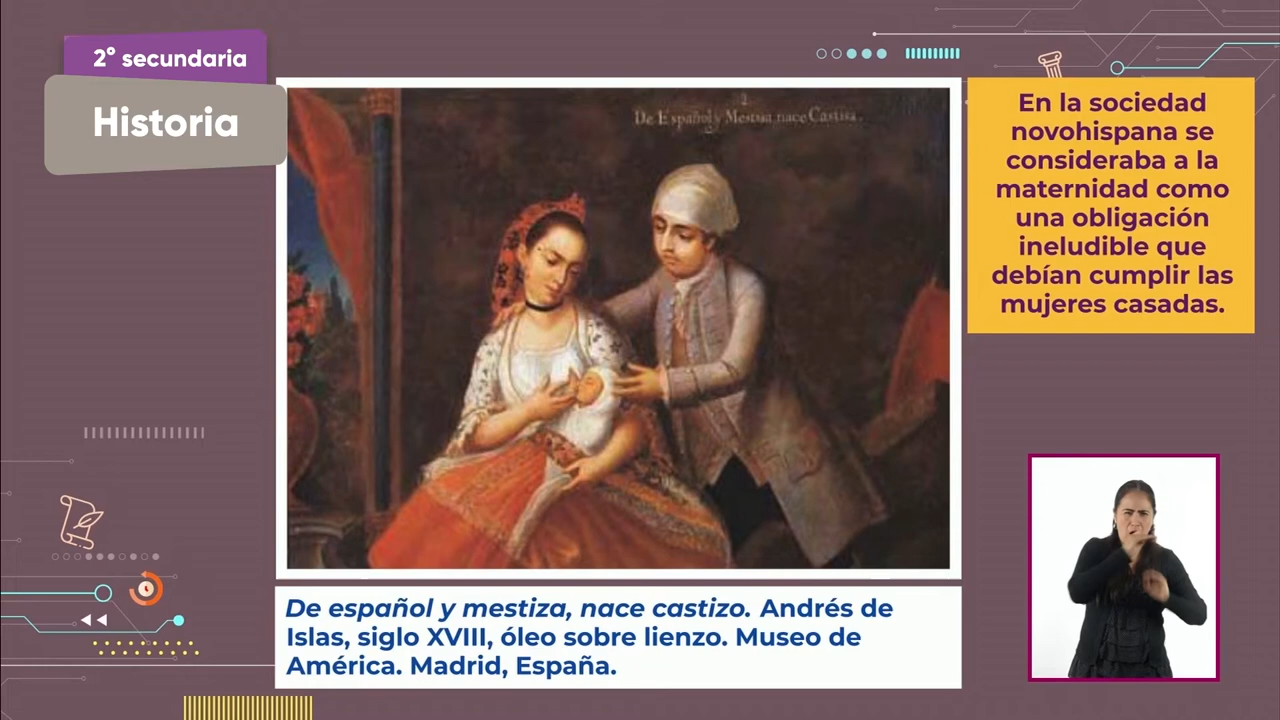 2° secundaria
Historia
2.
De Español y Mestisa nace Castisa.
En la sociedad
novohispana se
consideraba a la
maternidad como
una obligación
ineludible que
debían cumplir las
mujeres casadas.
De español y mestiza, nace castizo. Andrés de
Islas, siglo XVIII, óleo sobre lienzo. Museo de
América. Madrid, España.